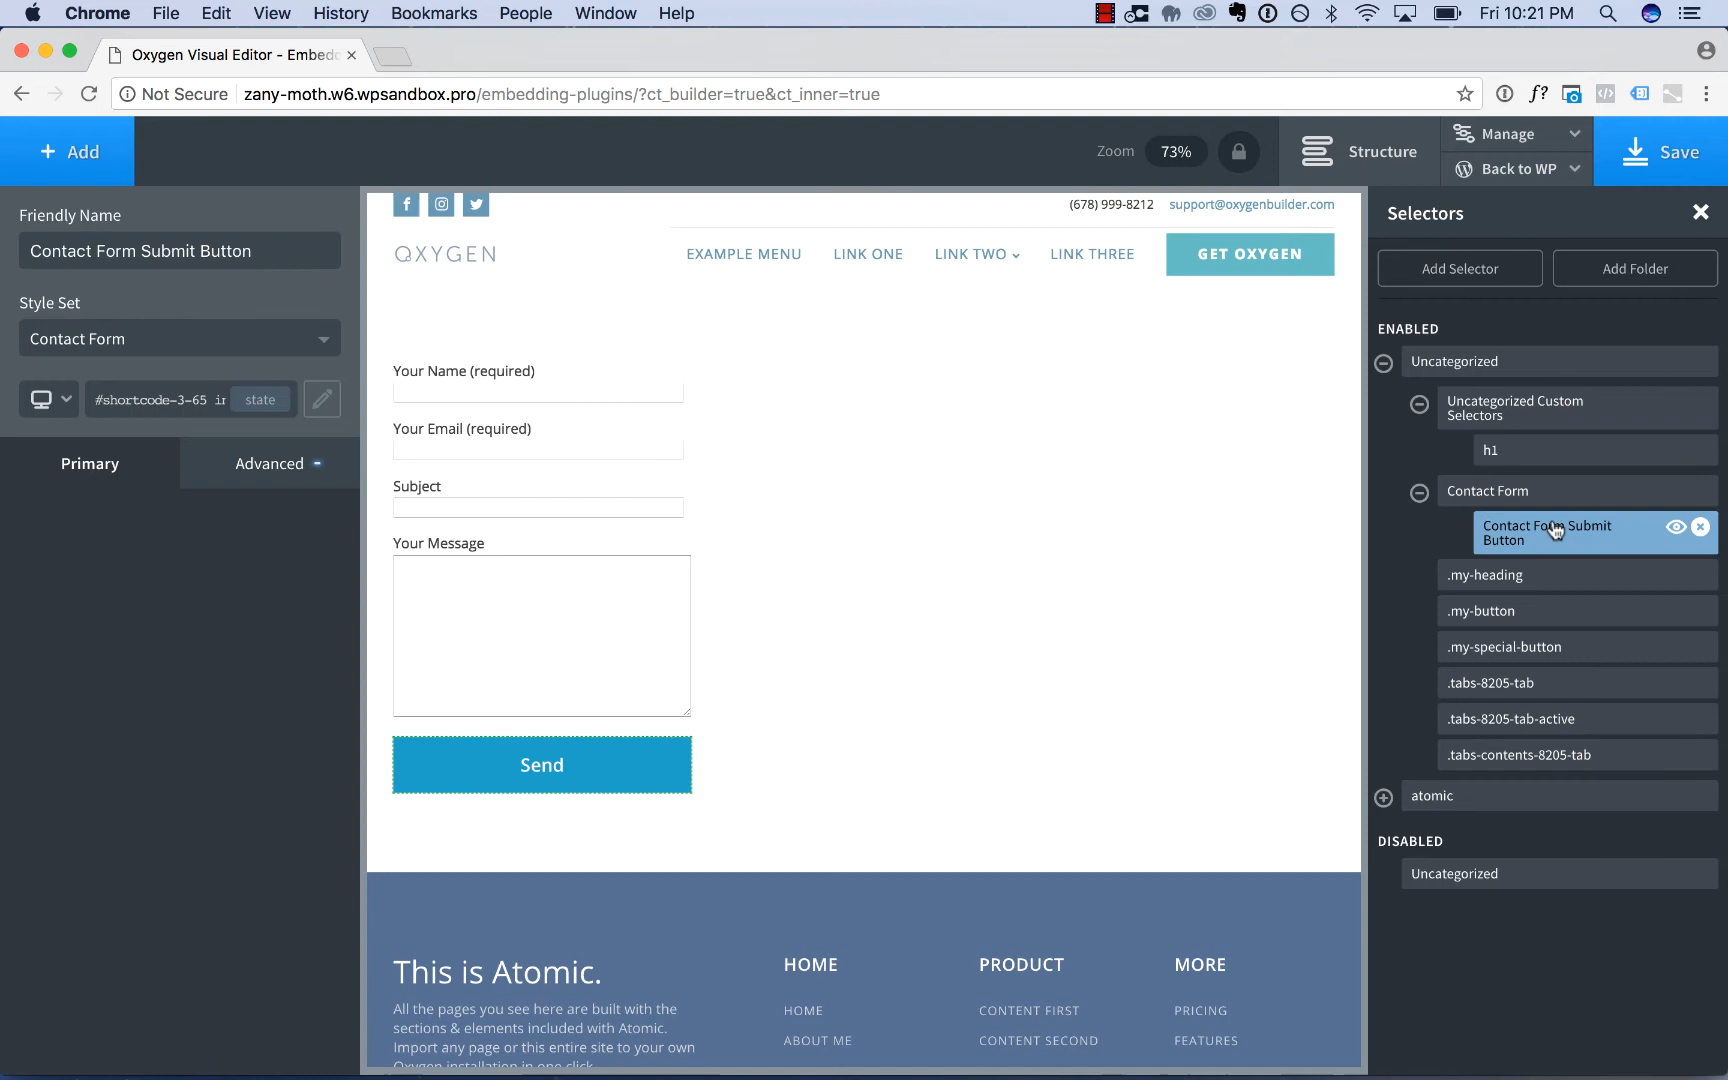 Chrome File Edit View History Bookmarks People Window Help Fri 10:21 PM
Oxygen Visual Editor - Embed
Not Secure zany-moth.w6.wpsandbox.pro/embedding-plugins/?ct_builder=true&ct_inner=true
+ Add
Zoom 73%
Structure
Manage
Back to WP
Save
Friendly Name
Contact Form Submit Button
Style Set
Contact Form
#shortcode-3-65 in state
Primary
Advanced
(678) 999-8212 support@oxygenbuilder.com
OXYGEN
EXAMPLE MENU LINK ONE LINK TWO LINK THREE GET OXYGEN
Your Name (required)
Your Email (required)
Subject
Your Message
Send
This is Atomic.
All the pages you see here are built with the
sections & elements included with Atomic.
Import any page or this entire site to your own
Oxygen installation in one click.
HOME
HOME
ABOUT ME
PRODUCT
CONTENT FIRST
CONTENT SECOND
MORE
PRICING
FEATURES
Selectors
Add Selector
Add Folder
ENABLED
Uncategorized
Uncategorized Custom
Selectors
h1
Contact Form
Contact Form Submit
Button
.my-heading
.my-button
.my-special-button
.tabs-8205-tab
.tabs-8205-tab-active
.tabs-contents-8205-tab
atomic
DISABLED
Uncategorized